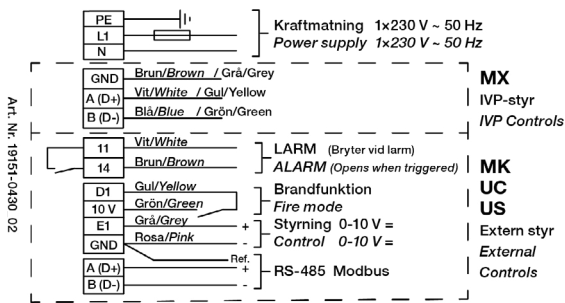 PE
L1
N
Kraftmatning 1×230 V ~ 50 Hz
Power supply 1×230 V ~ 50 Hz
GND Brun/Brown / Grå/Grey
A (D+) Vit/White / Gul/Yellow
B (D-) Blå/Blue / Grön/Green
MX
IVP-styr
IVP Controls
11 Vit/White
14 Brun/Brown
LARM (Bryter vid larm)
ALARM (Opens when triggered)
D1 Gul/Yellow
10 V Grön/Green
Brandfunktion
Fire mode
E1 Grå/Grey +
GND Rosa/Pink -
Styrning 0-10 V =
Control 0-10 V =
Ref.
A (D+) +
B (D-) -
RS-485 Modbus
MK
UC
US
Extern styr
External
Controls
Art. Nr. 19151-0430 02